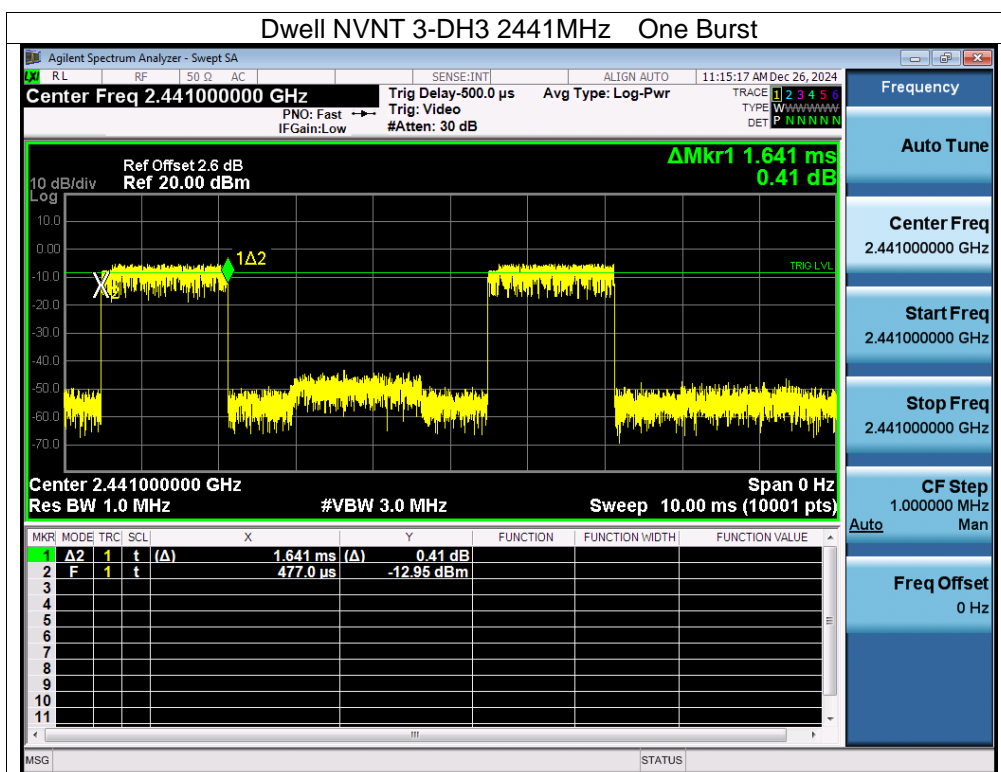 Dwell NVNT 3-DH3 2441MHz One Burst
Agilent Spectrum Analyzer - Swept SA
LXI RL RF 50 Ω AC SENSE:INT ALIGN AUTO 11:15:17 AM Dec 26, 2024
Center Freq 2.441000000 GHz Trig Delay-500.0 µs Avg Type: Log-Pwr TRACE 1 2 3 4 5 6
PNO: Fast Trig: Video TYPE WWWWWW
IFGain:Low #Atten: 30 dB DET P N N N N N
ΔMkr1 1.641 ms
0.41 dB
Ref Offset 2.6 dB
10 dB/div Ref 20.00 dBm
Log
10.0
0.00
-10.0
-20.0
-30.0
-40.0
-50.0
-60.0
-70.0
1Δ2
X2
TRIG LVL
Center 2.441000000 GHz Span 0 Hz
Res BW 1.0 MHz #VBW 3.0 MHz Sweep 10.00 ms (10001 pts)
MKR MODE TRC SCL X Y FUNCTION FUNCTION WIDTH FUNCTION VALUE
1 Δ2 1 t (Δ) 1.641 ms (Δ) 0.41 dB
2 F 1 t 477.0 µs -12.95 dBm
3
4
5
6
7
8
9
10
11
MSG STATUS
Frequency
Auto Tune
Center Freq
2.441000000 GHz
Start Freq
2.441000000 GHz
Stop Freq
2.441000000 GHz
CF Step
1.000000 MHz
Auto Man
Freq Offset
0 Hz